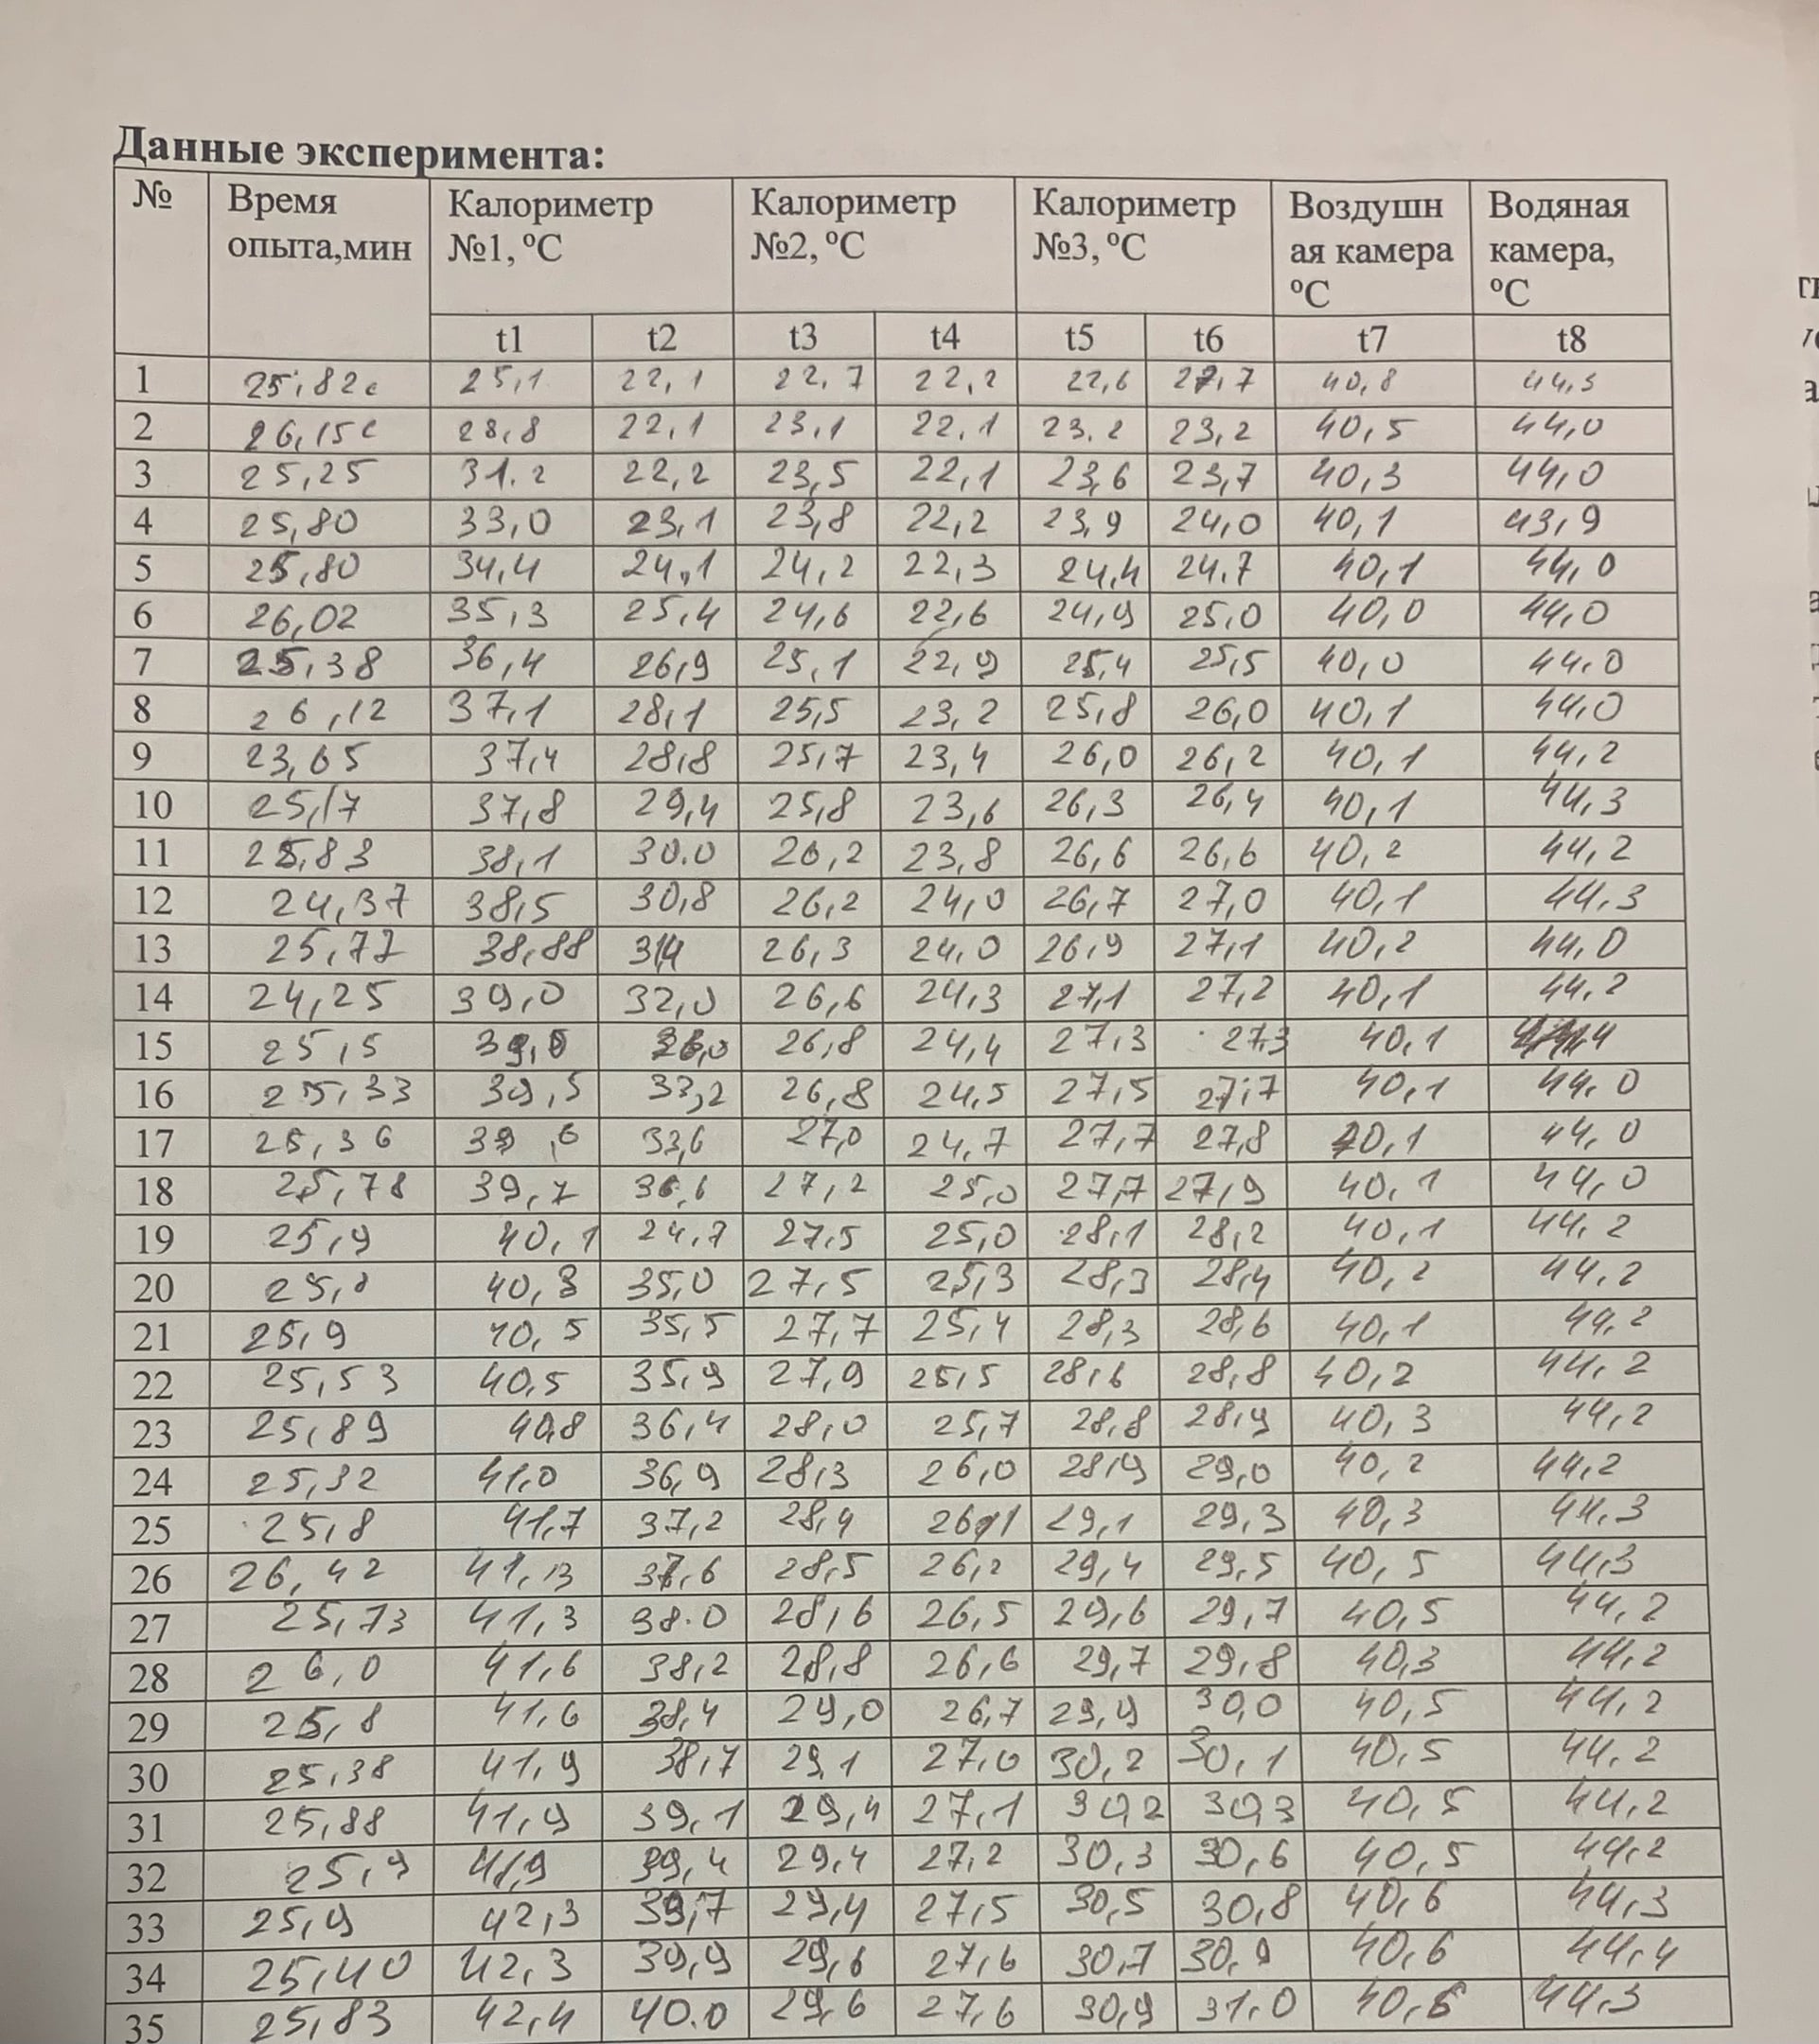 Данные эксперимента:
№ Время опыта,мин Калориметр №1, ºC Калориметр №2, ºC Калориметр №3, ºC Воздушн ая камера ºC Водяная камера, ºC
t1 t2 t3 t4 t5 t6 t7 t8
1 25,82с 25,1 22,1 22,7 22,2 22,6 22,7 40,8 44,3
2 26,15с 28,8 22,1 23,1 22,1 23.2 23,2 40,5 44,0
3 25,25 31.2 22,2 23,5 22,1 23,6 23,7 40,3 44,0
4 25,80 33,0 23,1 23,8 22,2 23,9 24,0 40,1 43,9
5 25,80 34,4 24,1 24,2 22,3 24,4 24.7 40,1 44,0
6 26,02 35,3 25,4 24,6 22,6 24,9 25,0 40,0 44,0
7 25,38 36,4 26,9 25,1 22,9 25,4 25,5 40,0 44,0
8 26,12 37,1 28,1 25,5 23,2 25,8 26,0 40,1 44,0
9 23,65 37,4 28,8 25,7 23,4 26,0 26,2 40,1 44,2
10 25,17 37,8 29,4 25,8 23,6 26,3 26,4 40,1 44,3
11 25,83 38,1 30.0 26,2 23,8 26,6 26,6 40,2 44,2
12 24,37 38,5 30,8 26,2 24,0 26,7 27,0 40,1 44,3
13 25,77 38,88 31,4 26,3 24,0 26,9 27,1 40,2 44,0
14 24,25 39,0 32,0 26,6 24,3 27,1 27,2 40,1 44,2
15 25,5 26,8 24,4 27,3 27,3 40,1
16 25,33 39,5 33,2 26,8 24,5 27,5 27,7 40,1 44,0
17 25,36 39,6 33,6 27,0 24,7 27,7 27,8 40,1 44,0
18 25,78 39,7 27,2 25,0 27,7 27,9 40,1 44,0
19 25,9 40,1 24,7 27,5 25,0 28,1 28,2 40,1 44,2
20 40,3 35,0 27,5 25,3 28,3 28,4 40,2 44,2
21 25,9 40,5 35,5 27,7 25,4 28,3 28,6 40,1 44,2
22 25,53 40,5 35,9 27,9 25,5 28,6 28,8 40,2 44,2
23 25,89 40,8 36,4 28,0 25,7 28,8 28,9 40,3 44,2
24 25,32 41,0 36,9 28,3 26,0 28,9 29,0 40,2 44,2
25 25,8 41,7 37,2 28,4 26,1 29,1 29,3 40,3 44,3
26 26,42 41,13 37,6 28,5 26,2 29,4 29,5 40,5 44,3
27 25,73 41,3 38.0 28,6 26,5 29,6 29,7 40,5 44,2
28 26,0 41,6 38,2 28,8 26,6 29,7 29,8 40,3 44,2
29 25,8 41,6 38,4 29,0 26,7 29,9 30,0 40,5 44,2
30 25,38 41,9 38,7 29,1 27,0 30,2 30,1 40,5 44,2
31 25,88 41,9 39,1 29,4 27,1 30,2 30,3 40,5 44,2
32 25,9 41,9 39,4 29,4 27,2 30,3 30,6 40,5 44,2
33 25,9 42,3 39,7 29,4 27,5 30,5 30,8 40,6 44,3
34 25,40 42,3 39,9 29,6 27,6 30,7 30,9 40,6 44,4
35 25,83 42,4 40.0 29,6 27,6 30,9 31,0 40,6 44,3